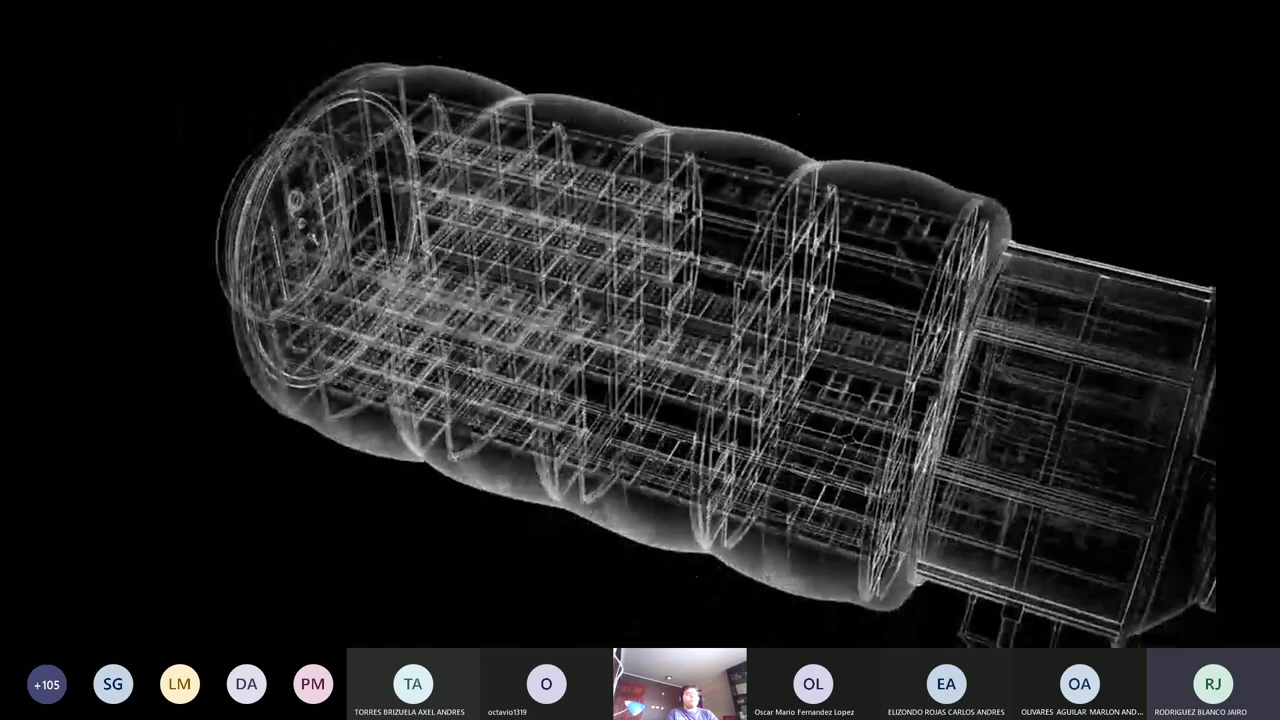 +105
SG
LM
DA
PM
TA
TORRES BRIZUELA AXEL ANDRES
O
octavio1319
OL
Oscar Mario Fernandez Lopez
EA
ELIZONDO ROJAS CARLOS ANDRES
OA
OLIVARES AGUILAR MARLON AND...
RJ
RODRIGUEZ BLANCO JAIRO